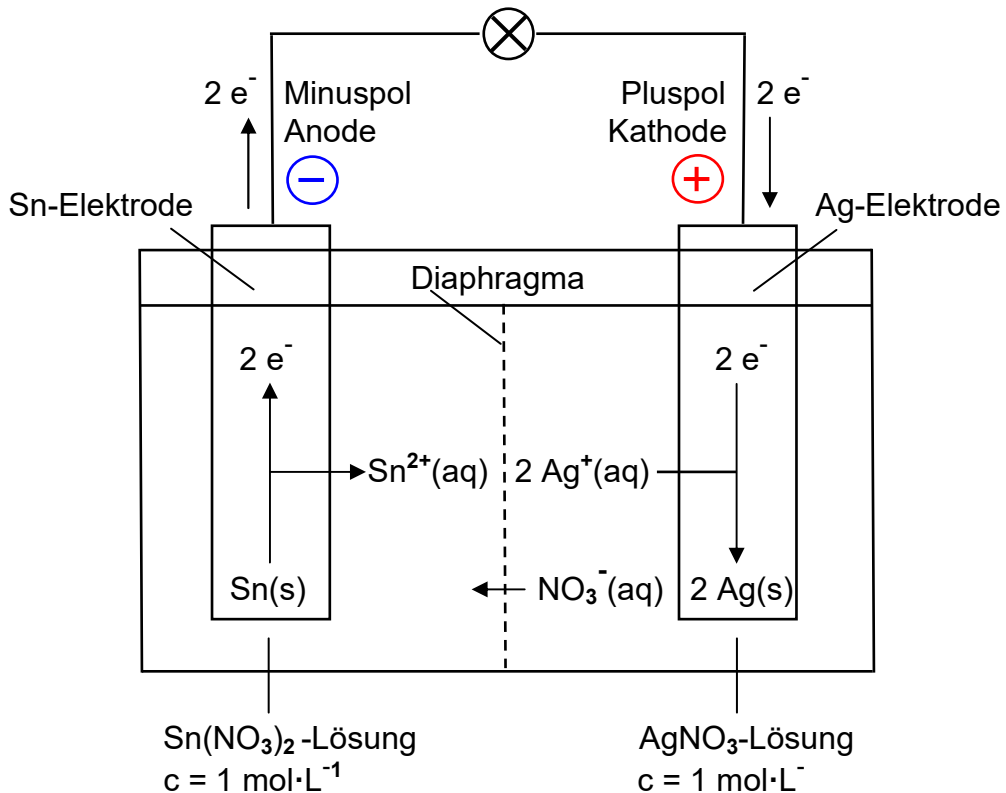 2 e⁻
Minuspol
Anode
−
Pluspol
Kathode
+
2 e⁻
Sn-Elektrode
Ag-Elektrode
Diaphragma
2 e⁻
2 e⁻
Sn²⁺(aq)
2 Ag⁺(aq)
Sn(s)
NO₃⁻(aq)
2 Ag(s)
Sn(NO₃)₂-Lösung
c = 1 mol·L⁻¹
AgNO₃-Lösung
c = 1 mol·L⁻